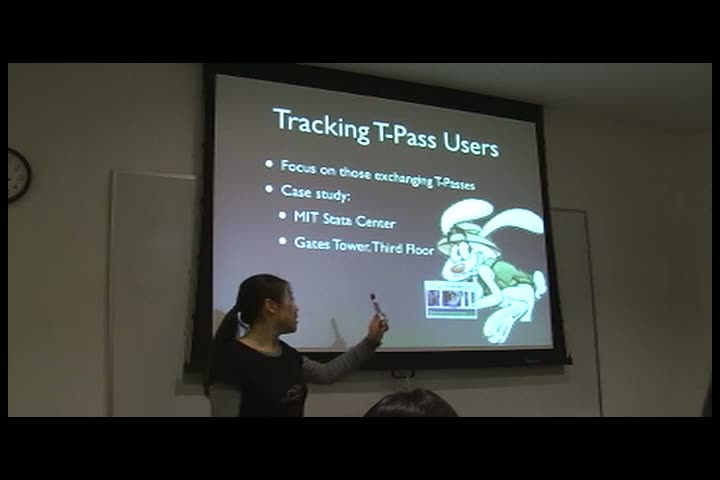 Tracking T-Pass Users
• Focus on those exchanging T-Passes
• Case study:
• MIT Stata Center
• Gates Tower, Third Floor